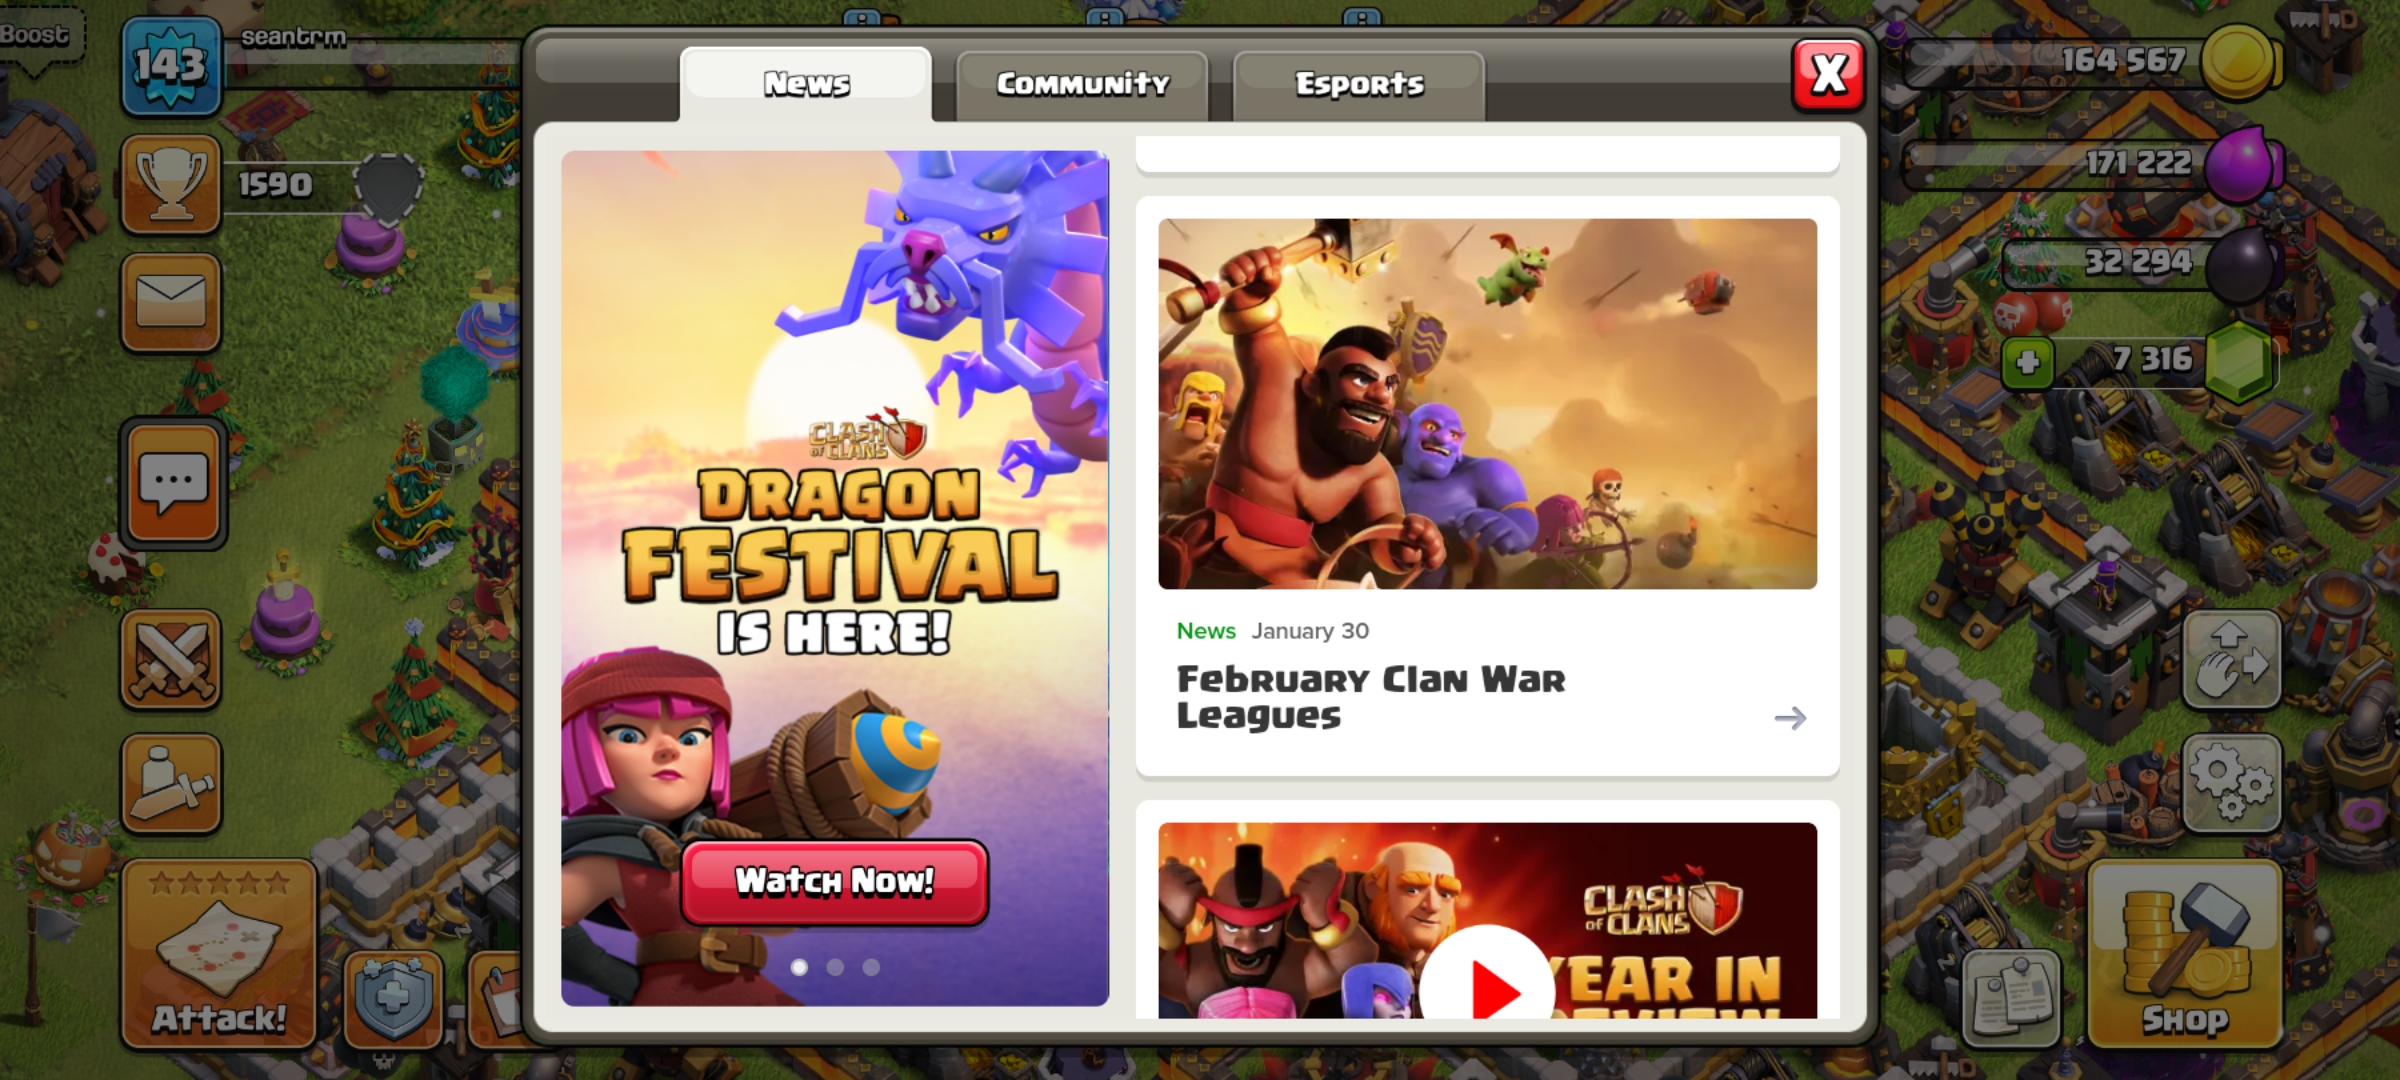 Boost
143
seantrm
1590
News
Community
Esports
X
164 567
171 222
32 294
7 316
CLASH
OF CLANS
DRAGON
FESTIVAL
IS HERE!
Watch Now!
News January 30
February Clan War
Leagues
CLASH
OF CLANS
YEAR IN
REVIEW
Attack!
Shop